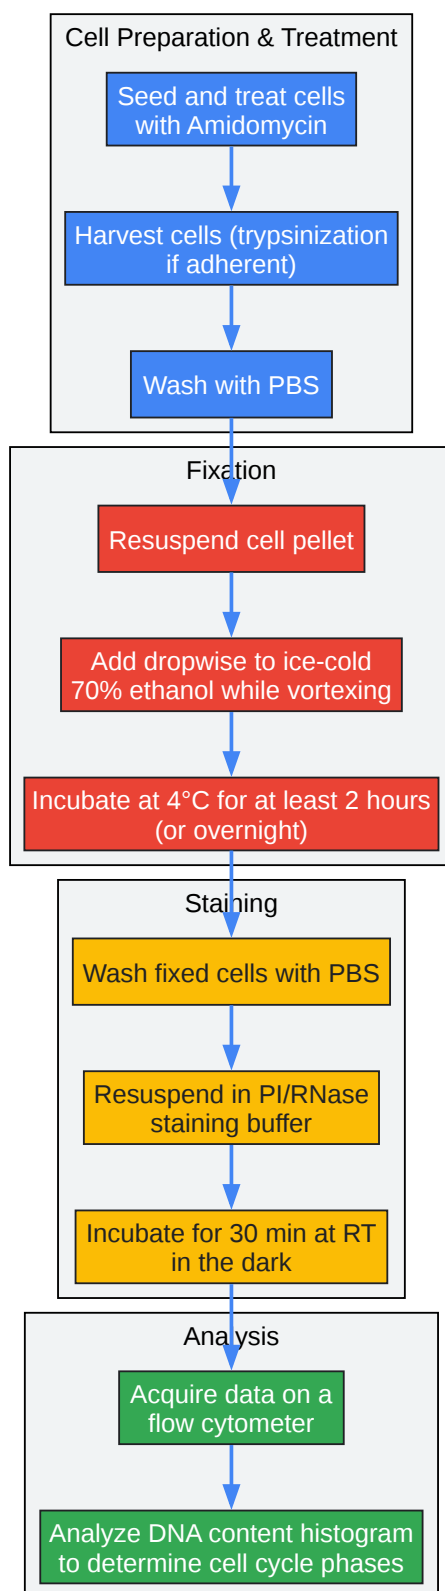 Cell Preparation & Treatment
Seed and treat cells
with Amidomycin
Harvest cells (trypsinization
if adherent)
Wash with PBS
Fixation
Resuspend cell pellet
Add dropwise to ice-cold
70% ethanol while vortexing
Incubate at 4°C for at least 2 hours
(or overnight)
Staining
Wash fixed cells with PBS
Resuspend in PI/RNase
staining buffer
Incubate for 30 min at RT
in the dark
Analysis
Acquire data on a
flow cytometer
Analyze DNA content histogram
to determine cell cycle phases